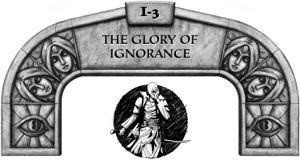 I-3
THE GLORY OF
IGNORANCE